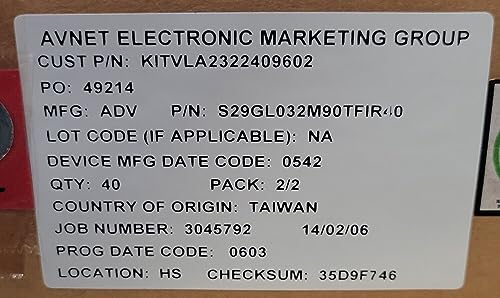 AVNET ELECTRONIC MARKETING GROUP
CUST P/N: KITVLA2322409602
PO: 49214
MFG: ADV P/N: S29GL032M90TFIR40
LOT CODE (IF APPLICABLE): NA
DEVICE MFG DATE CODE: 0542
QTY: 40 PACK: 2/2
COUNTRY OF ORIGIN: TAIWAN
JOB NUMBER: 3045792 14/02/06
PROG DATE CODE: 0603
LOCATION: HS CHECKSUM: 35D9F746